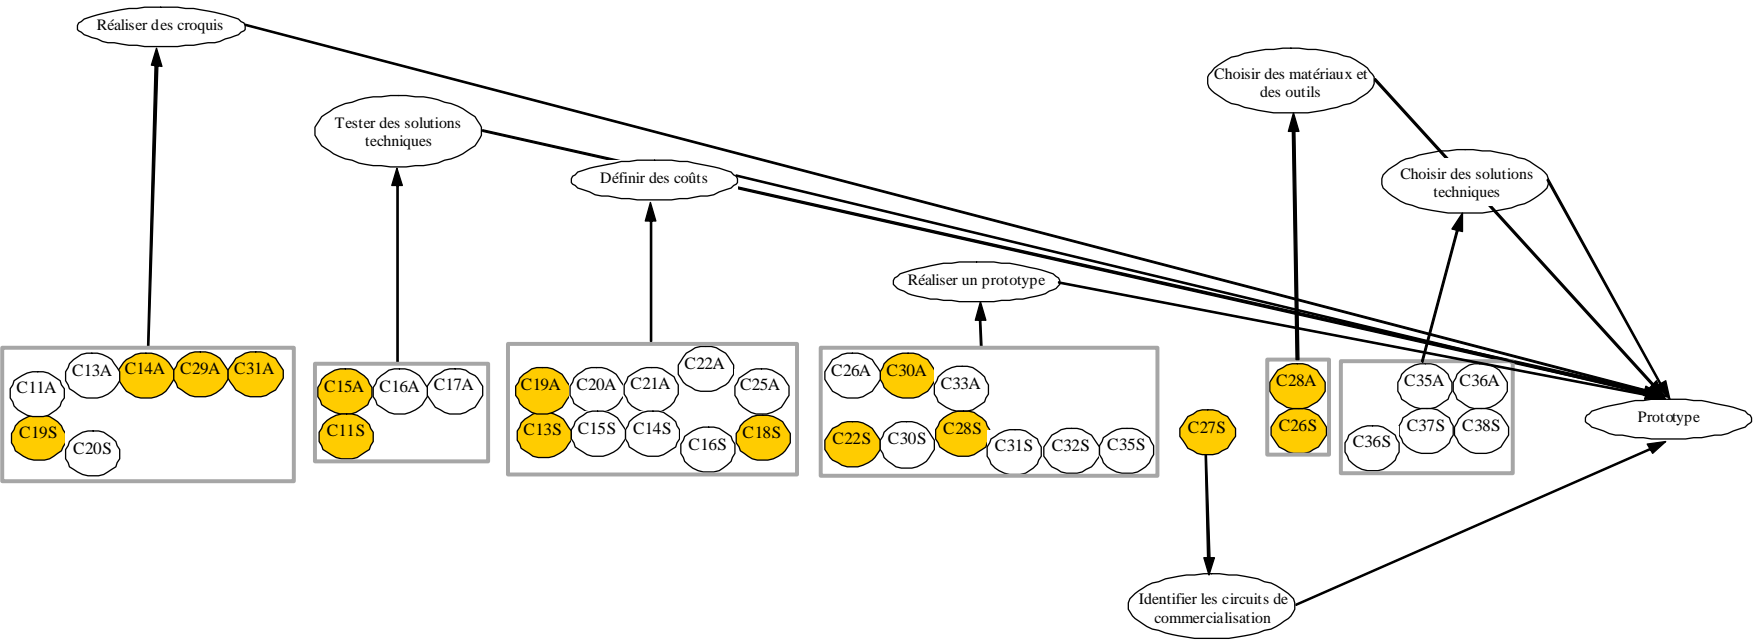 Réaliser des croquis
Choisir des matériaux et
des outils
Tester des solutions
techniques
Définir des coûts
Choisir des solutions
techniques
Réaliser un prototype
C11A
C13A
C14A
C29A
C31A
C19S
C20S
C15A
C16A
C17A
C11S
C19A
C20A
C21A
C22A
C25A
C13S
C15S
C14S
C16S
C18S
C26A
C30A
C33A
C22S
C30S
C28S
C31S
C32S
C35S
C27S
C28A
C26S
C35A
C36A
C36S
C37S
C38S
Prototype
Identifier les circuits de
commercialisation